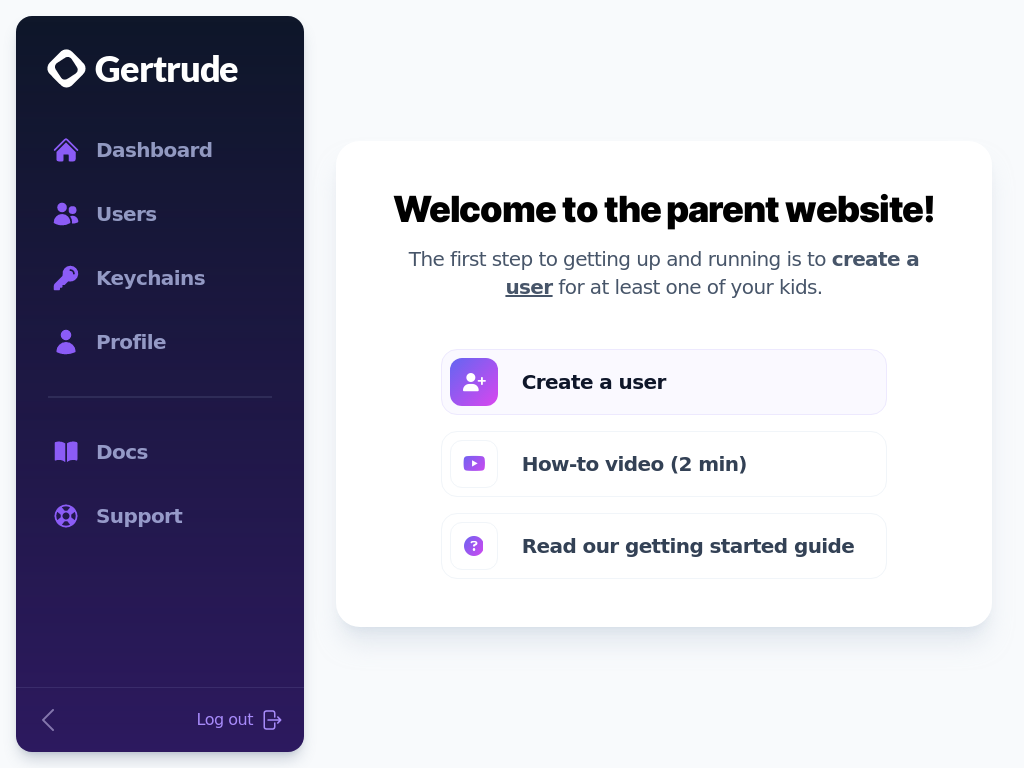 Gertrude
Dashboard
Users
Keychains
Profile
Docs
Support
Log out
Welcome to the parent website!
The first step to getting up and running is to create a
user for at least one of your kids.
Create a user
How-to video (2 min)
Read our getting started guide